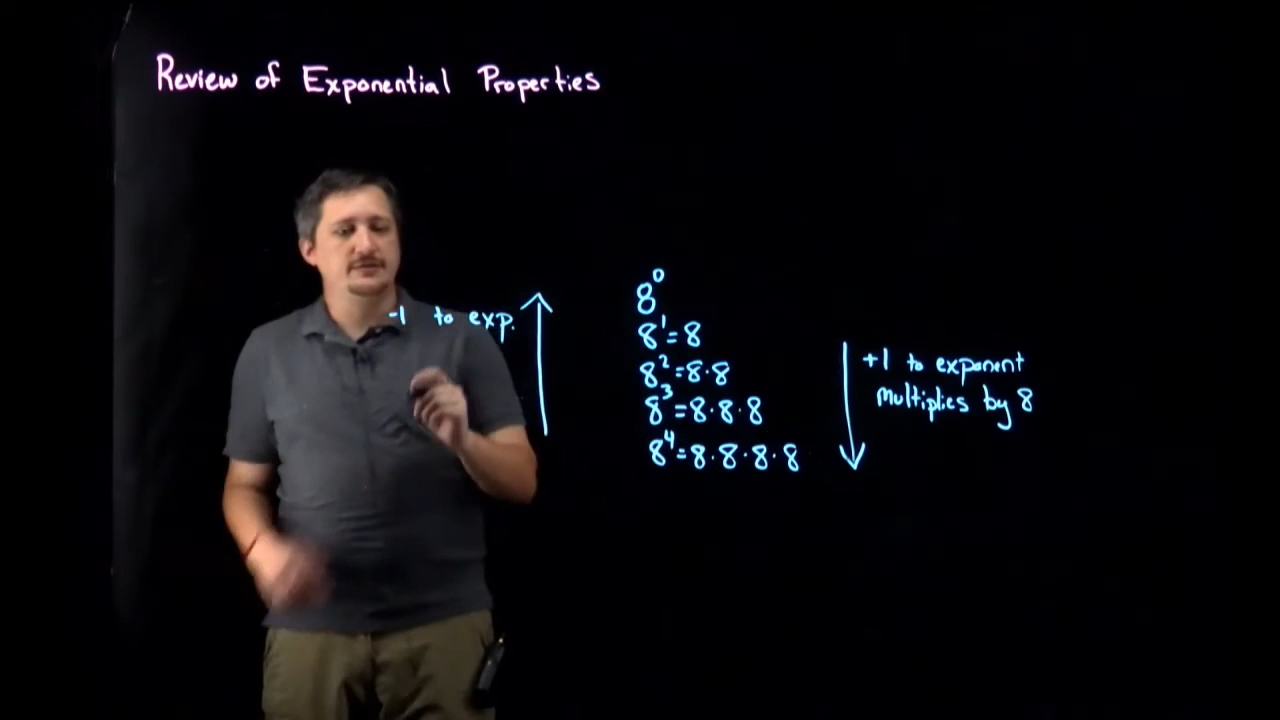 Review of Exponential Properties
-1 to exp.
8⁰
8¹=8
8²=8·8
8³=8·8·8
8⁴=8·8·8·8
+1 to exponent
multiplies by 8